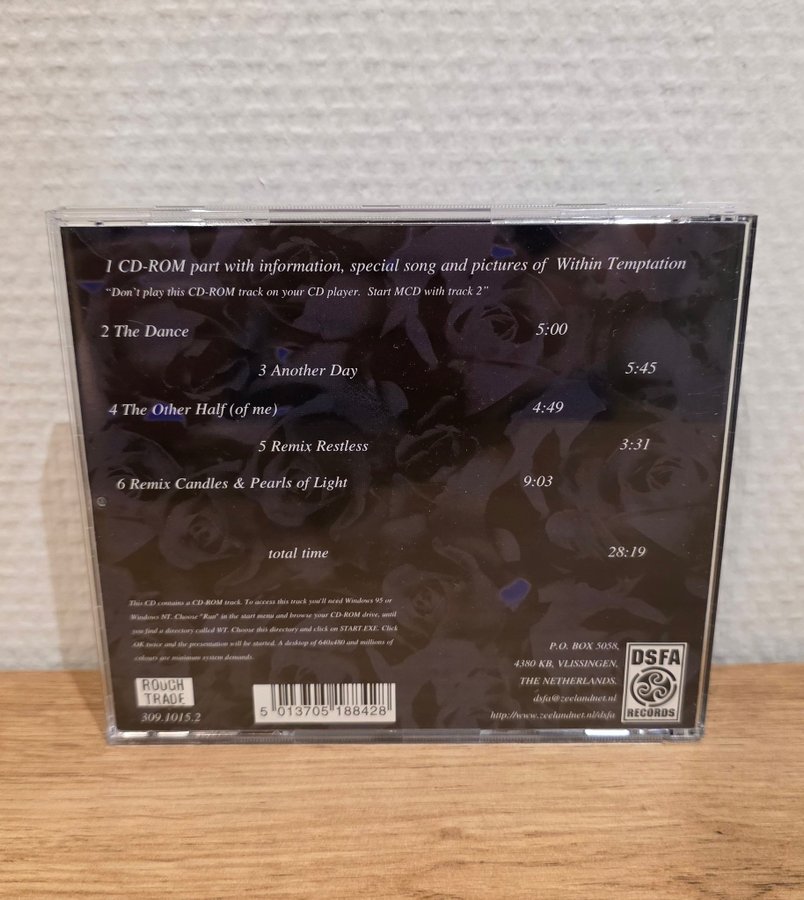 1 CD-ROM part with information, special song and pictures of Within Temptation
"Don't play this CD-ROM track on your CD player. Start MCD with track 2"
2 The Dance 5:00
3 Another Day 5:45
4 The Other Half (of me) 4:49
5 Remix Restless 3:31
6 Remix Candles & Pearls of Light 9:03
total time 28:19
This CD contains a CD-ROM track. To access this track you'll need Windows 95 or
Windows NT. Choose "Run" in the start menu and browse your CD-ROM drive, until
you find a directory called WT. Choose this directory and click on START.EXE. Click
OK twice and the presentation will be started. A desktop of 640x480 and millions of
colours are minimum system demands.
ROUGH
TRADE
309.1015.2
5 013705 188428
P.O. BOX 5058,
4380 KB, VLISSINGEN,
THE NETHERLANDS.
dsfa@zeelandnet.nl
http://www.zeelandnet.nl/dsfa
DSFA
RECORDS